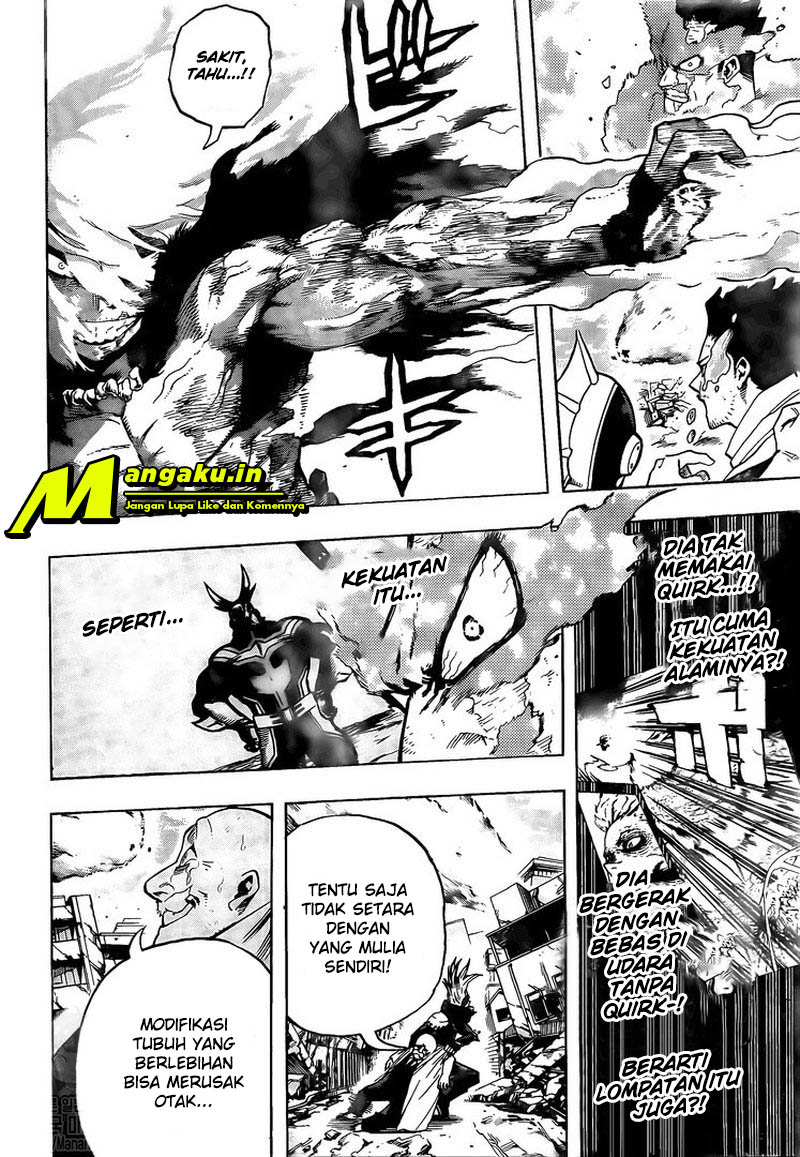 SAKIT,
TAHU...!!
Mangaku.in
Jangan Lupa Like dan Komennya
DIA TAK
MEMAKAI
QUIRK...!!
ITU CUMA
KEKUATAN
ALAMINYA?!
KEKUATAN
ITU...
SEPERTI...
DIA
BERGERAK
DENGAN
BEBAS DI
UDARA
TANPA
QUIRK-!
BERARTI
LOMPATAN ITU
JUGA?!
TENTU SAJA
TIDAK SETARA
DENGAN
YANG MULIA
SENDIRI!
MODIFIKASI
TUBUH YANG
BERLEBIHAN
BISA MERUSAK
OTAK...